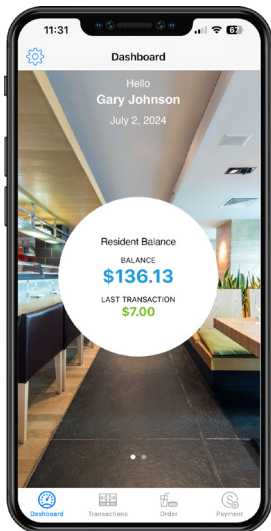 11:31
67
Dashboard
Hello
Gary Johnson
July 2, 2024
Resident Balance
BALANCE
$136.13
LAST TRANSACTION
$7.00
Dashboard Transactions Order Payment